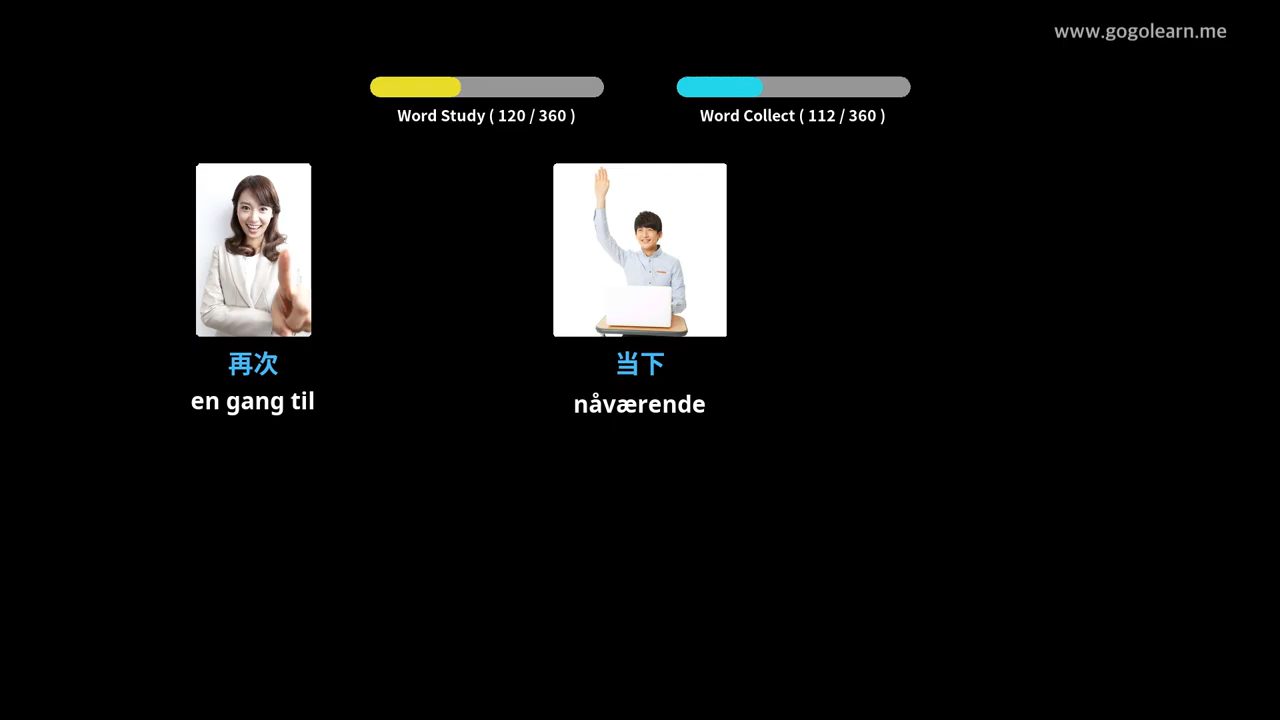 www.gogolearn.me
Word Study ( 120 / 360 )
Word Collect ( 112 / 360 )
再次
en gang til
当下
nåværende